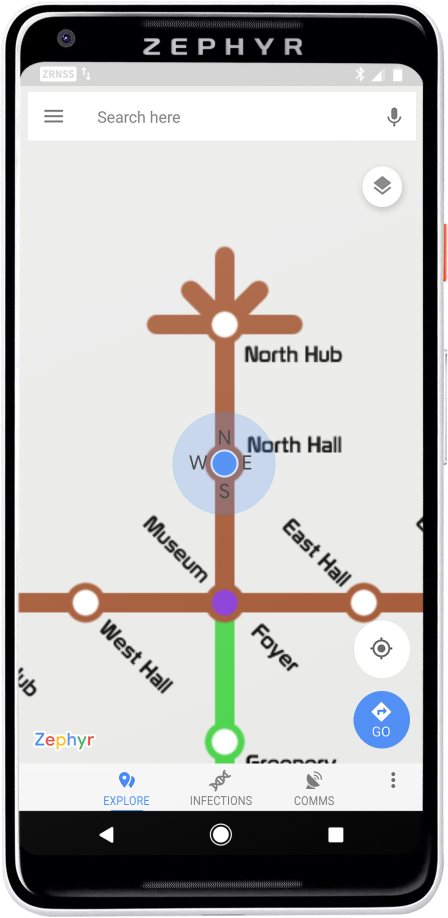 ZEPHYR
ZRNSS
Search here
North Hub
North Hall
N
W
E
S
Museum
East Hall
West Hall
Foyer
Greenery
Zephyr
GO
EXPLORE
INFECTIONS
COMMS